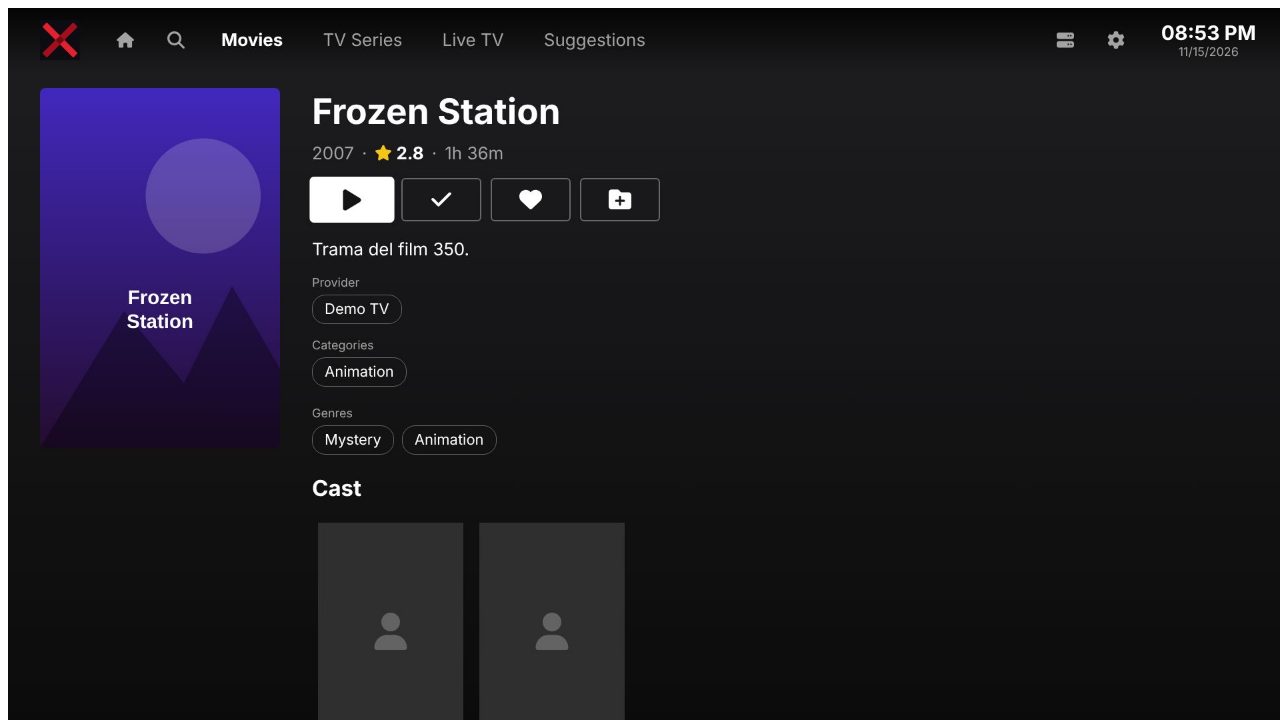 Movies TV Series Live TV Suggestions 08:53 PM
11/15/2026
Frozen Station
2007 · 2.8 · 1h 36m
Trama del film 350.
Provider
Demo TV
Categories
Animation
Genres
Mystery Animation
Cast
Frozen
Station